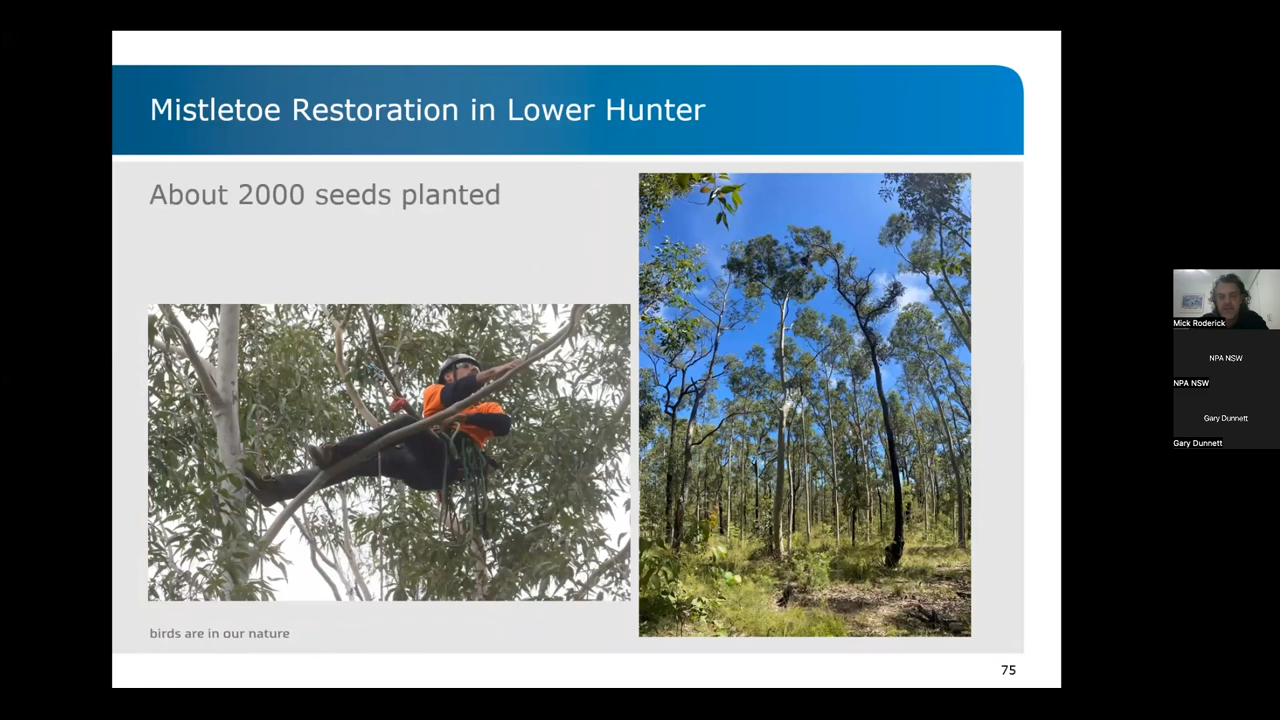 Mistletoe Restoration in Lower Hunter
About 2000 seeds planted
birds are in our nature
75
Mick Roderick
NPA NSW
NPA NSW
Gary Dunnett
Gary Dunnett